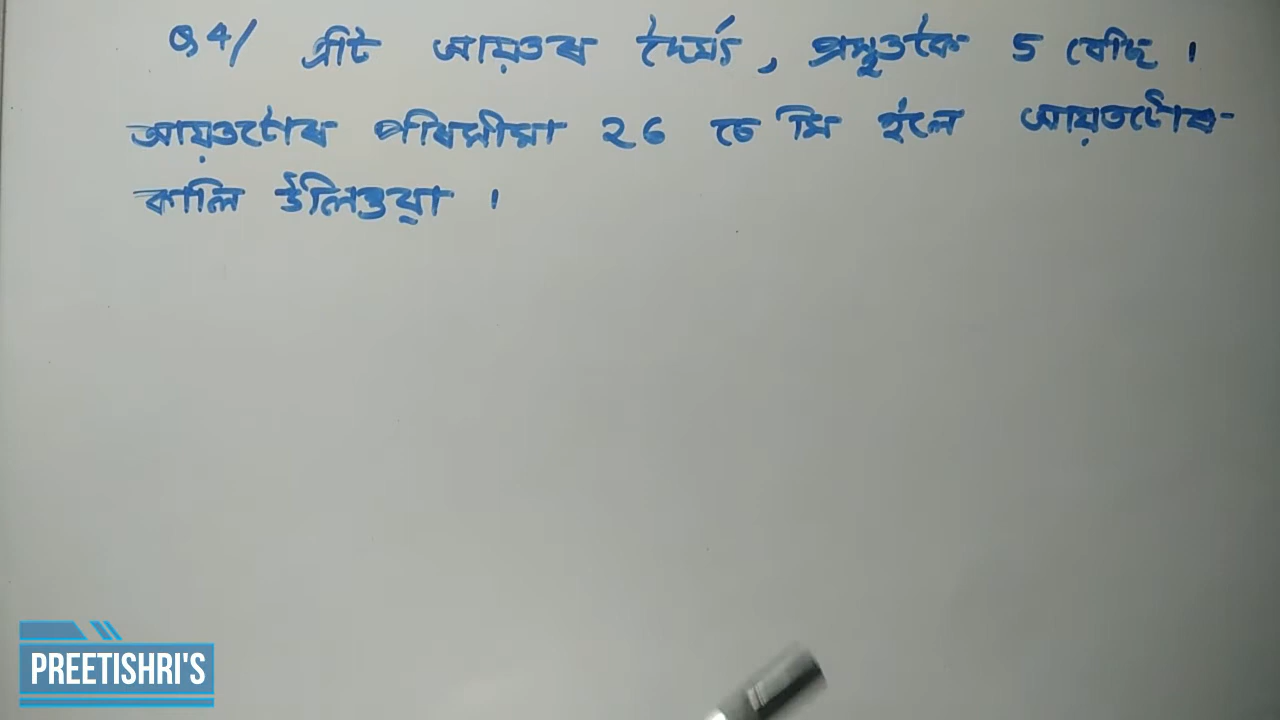 Q4/ এটি আয়তৰ দৈৰ্ঘ্য, প্ৰস্থতকৈ 5 বেছি ।
আয়তটোৰ পৰিসীমা 26 চে মি হ'লে আয়তটোৰ
কালি উলিওৱা ।
PREETISHRI'S